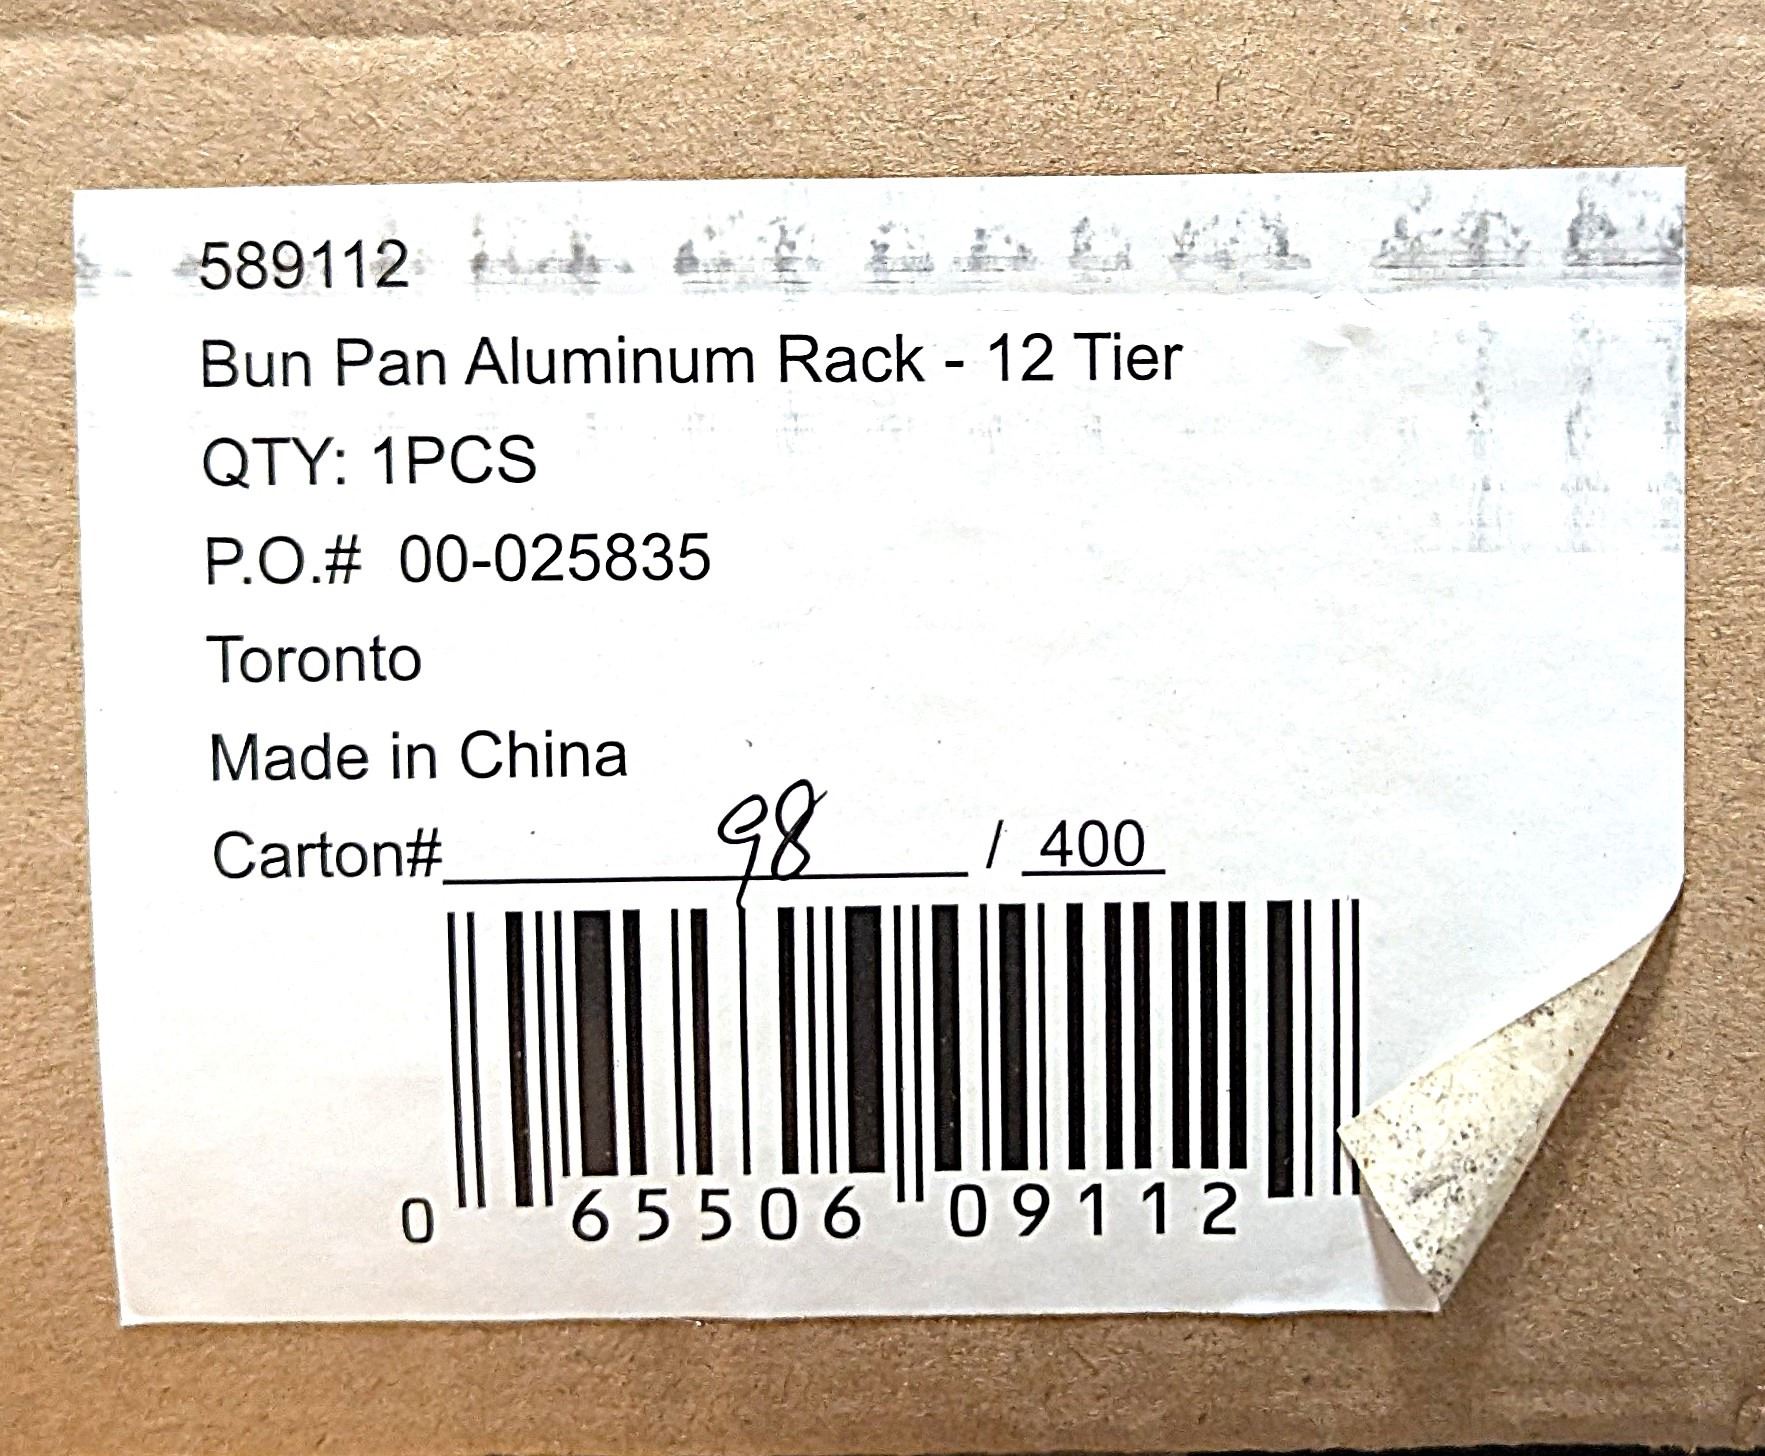 589112
Bun Pan Aluminum Rack - 12 Tier
QTY: 1PCS
P.O.# 00-025835
Toronto
Made in China
Carton# 98 / 400
0 65506 09112